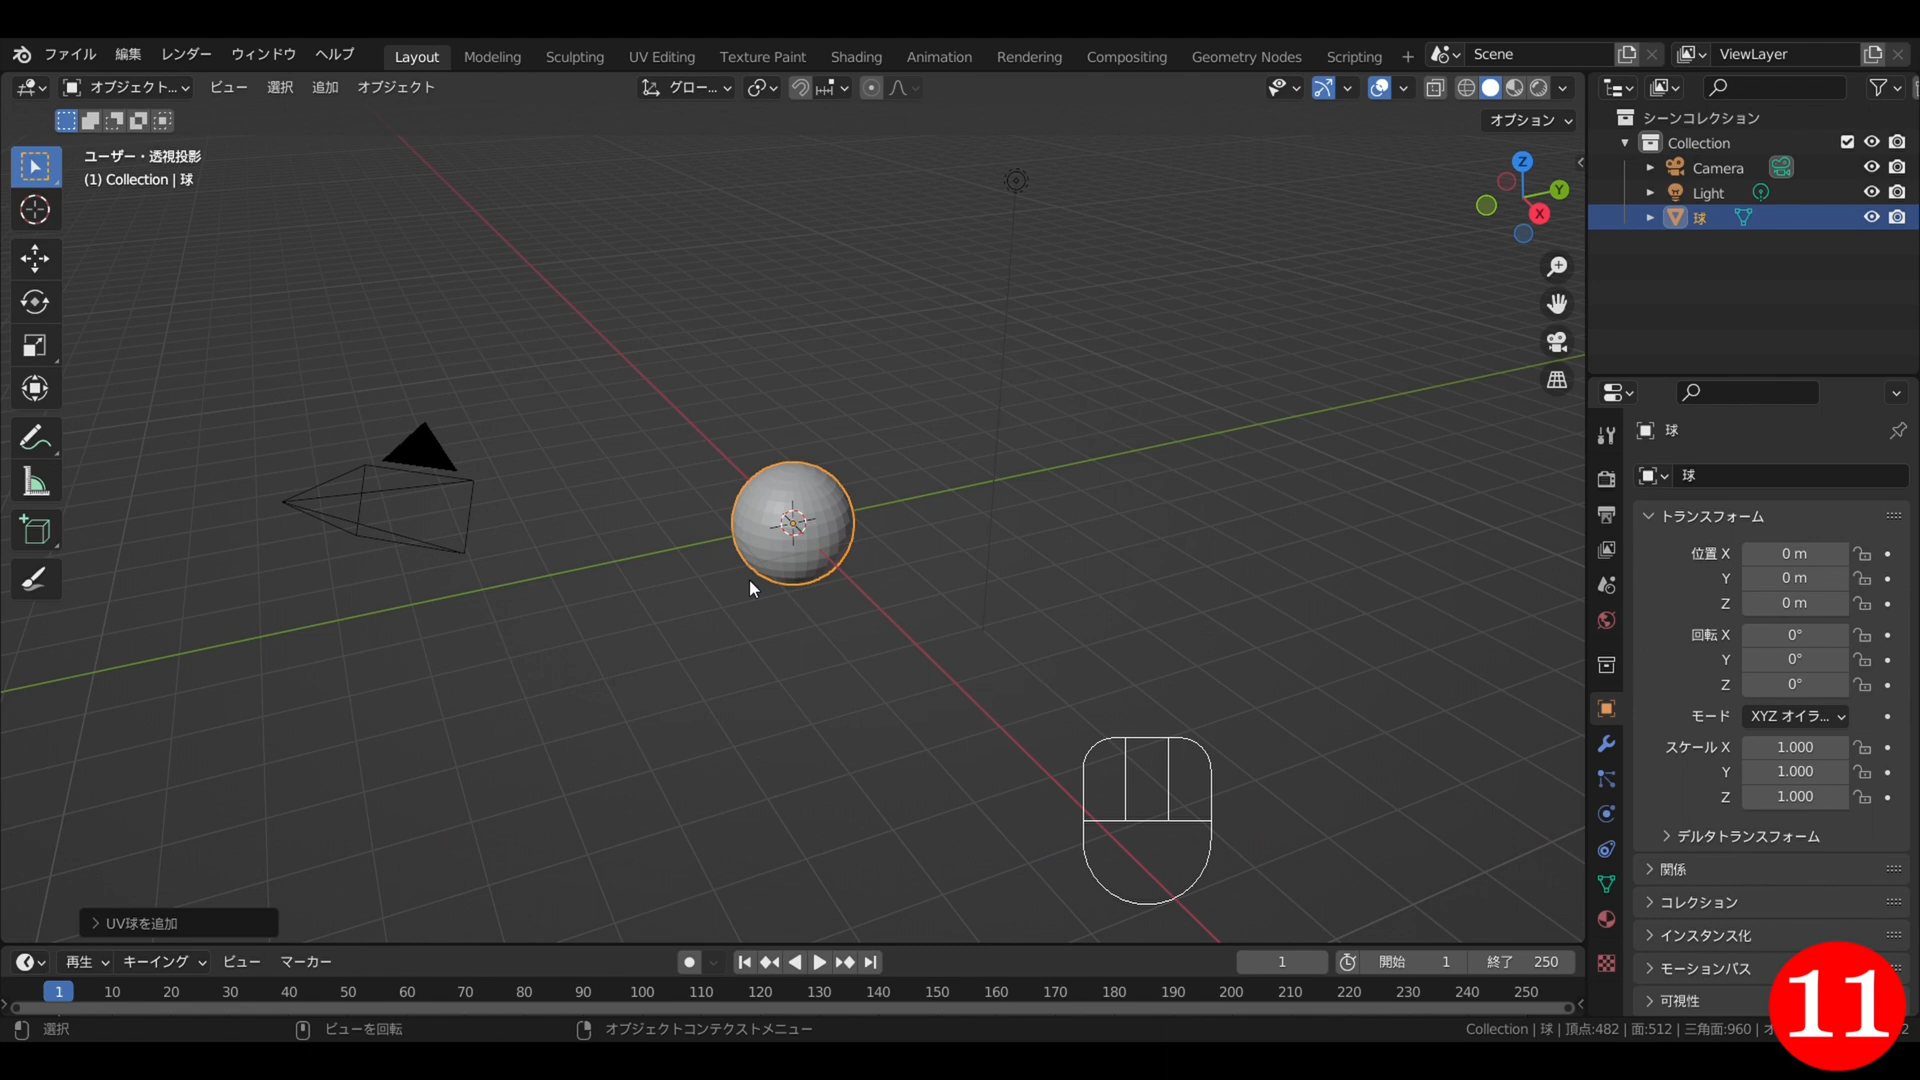 ファイル 編集 レンダー ウィンドウ ヘルプ Layout Modeling Sculpting UV Editing Texture Paint Shading Animation Rendering Compositing Geometry Nodes Scripting + Scene ViewLayer
オブジェクト... ビュー 選択 追加 オブジェクト グロー...
オプション
ユーザー・透視投影
(1) Collection | 球
Z
Y
X
シーンコレクション
Collection
Camera
Light
球
球
球
トランスフォーム
位置 X 0 m
Y 0 m
Z 0 m
回転 X 0°
Y 0°
Z 0°
モード XYZ オイラ...
スケール X 1.000
Y 1.000
Z 1.000
デルタトランスフォーム
関係
コレクション
インスタンス化
モーションパス
可視性
UV球を追加
再生 キーイング ビュー マーカー 1 開始 1 終了 250
1 10 20 30 40 50 60 70 80 90 100 110 120 130 140 150 160 170 180 190 200 210 220 230 240 250
選択 ビューを回転 オブジェクトコンテクストメニュー Collection | 球 | 頂点:482 | 面:512 | 三角面:960 |
11